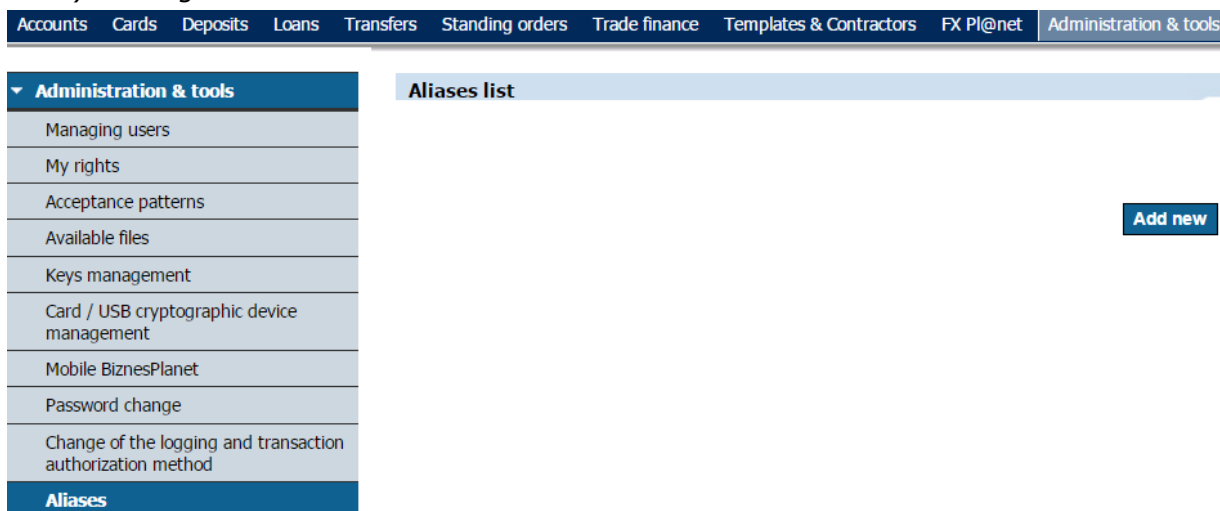 Accounts Cards Deposits Loans Transfers Standing orders Trade finance Templates & Contractors FX Pl@net Administration & tools
Administration & tools
Managing users
My rights
Acceptance patterns
Available files
Keys management
Card / USB cryptographic device
management
Mobile BiznesPlanet
Password change
Change of the logging and transaction
authorization method
Aliases
Aliases list
Add new